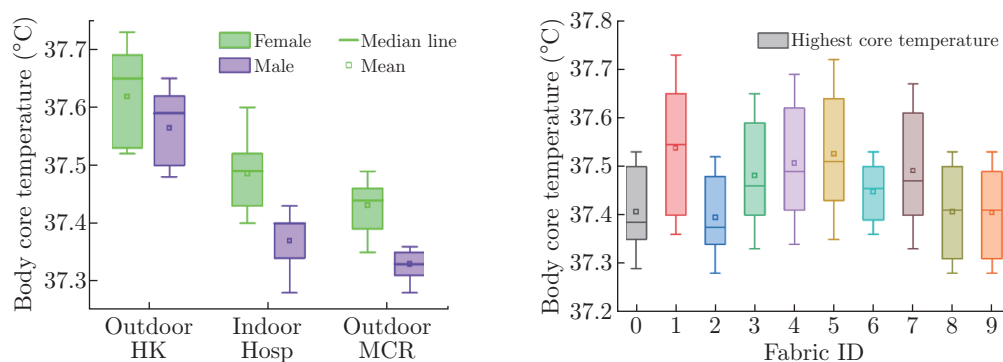 Body core temperature (°C)
37.7
37.6
37.5
37.4
37.3
Female
Male
Median line
Mean
Outdoor HK
Indoor Hosp
Outdoor MCR
Body core temperature (°C)
37.8
37.7
37.6
37.5
37.4
37.3
37.2
Highest core temperature
0 1 2 3 4 5 6 7 8 9
Fabric ID